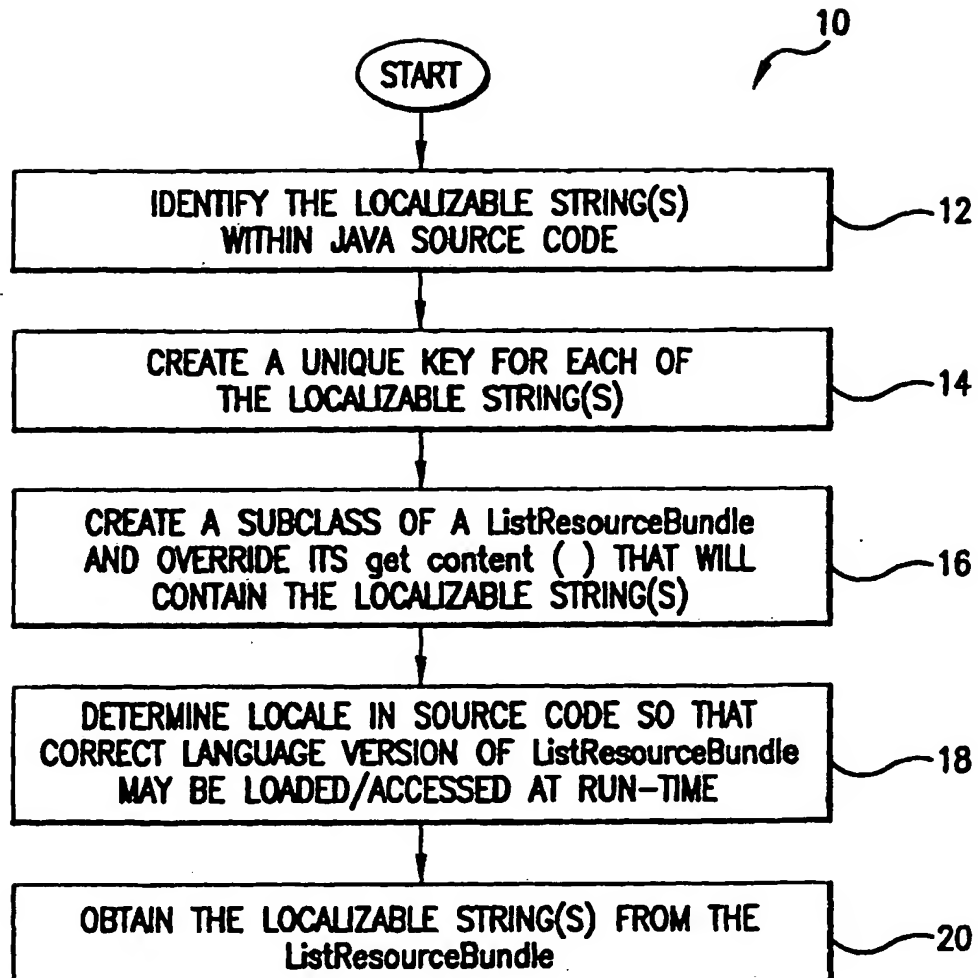 10
START
IDENTIFY THE LOCALIZABLE STRING(S)
WITHIN JAVA SOURCE CODE
12
CREATE A UNIQUE KEY FOR EACH OF
THE LOCALIZABLE STRING(S)
14
CREATE A SUBCLASS OF A ListResourceBundle
AND OVERRIDE ITS get content ( ) THAT WILL
CONTAIN THE LOCALIZABLE STRING(S)
16
DETERMINE LOCALE IN SOURCE CODE SO THAT
CORRECT LANGUAGE VERSION OF ListResourceBundle
MAY BE LOADED/ACCESSED AT RUN-TIME
18
OBTAIN THE LOCALIZABLE STRING(S) FROM THE
ListResourceBundle
20